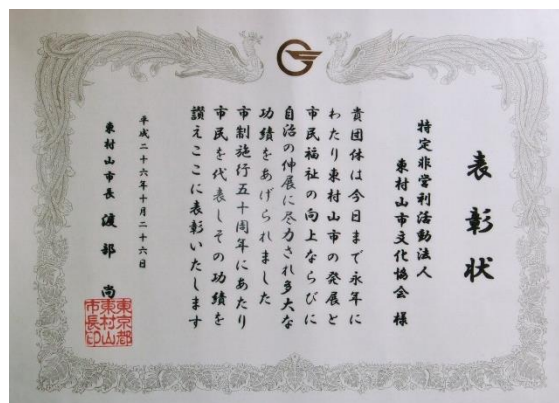 表彰状
特定非営利活動法人
東村山市文化協会 様
貴団体は今日まで永年に
わたり東村山市の発展と
市民福祉の向上ならびに
自治の伸展に尽力され多大な
功績をあげられました
市制施行五十周年にあたり
市民を代表しその功績を
讃えここに表彰いたします
平成二十六年十月二十六日
東村山市長 渡部 尚
東京都
東村山
市長印